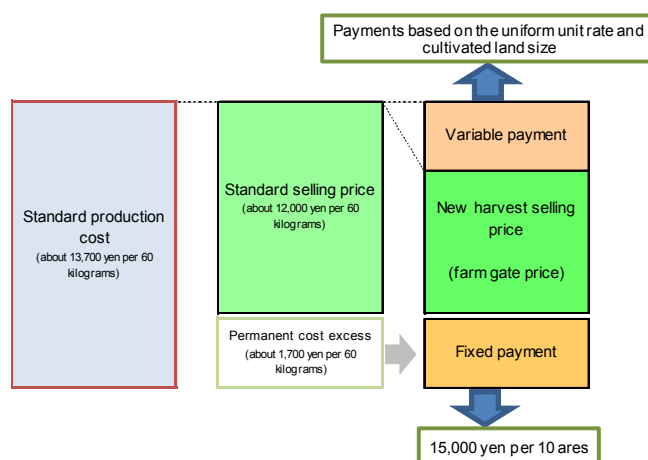 Payments based on the uniform unit rate and
cultivated land size
Variable payment
Standard selling price
(about 12,000 yen per 60
kilograms)
New harvest selling
price
(farm gate price)
Standard production
cost
(about 13,700 yen per 60
kilograms)
Permanent cost excess
(about 1,700 yen per 60
kilograms)
Fixed payment
15,000 yen per 10 ares